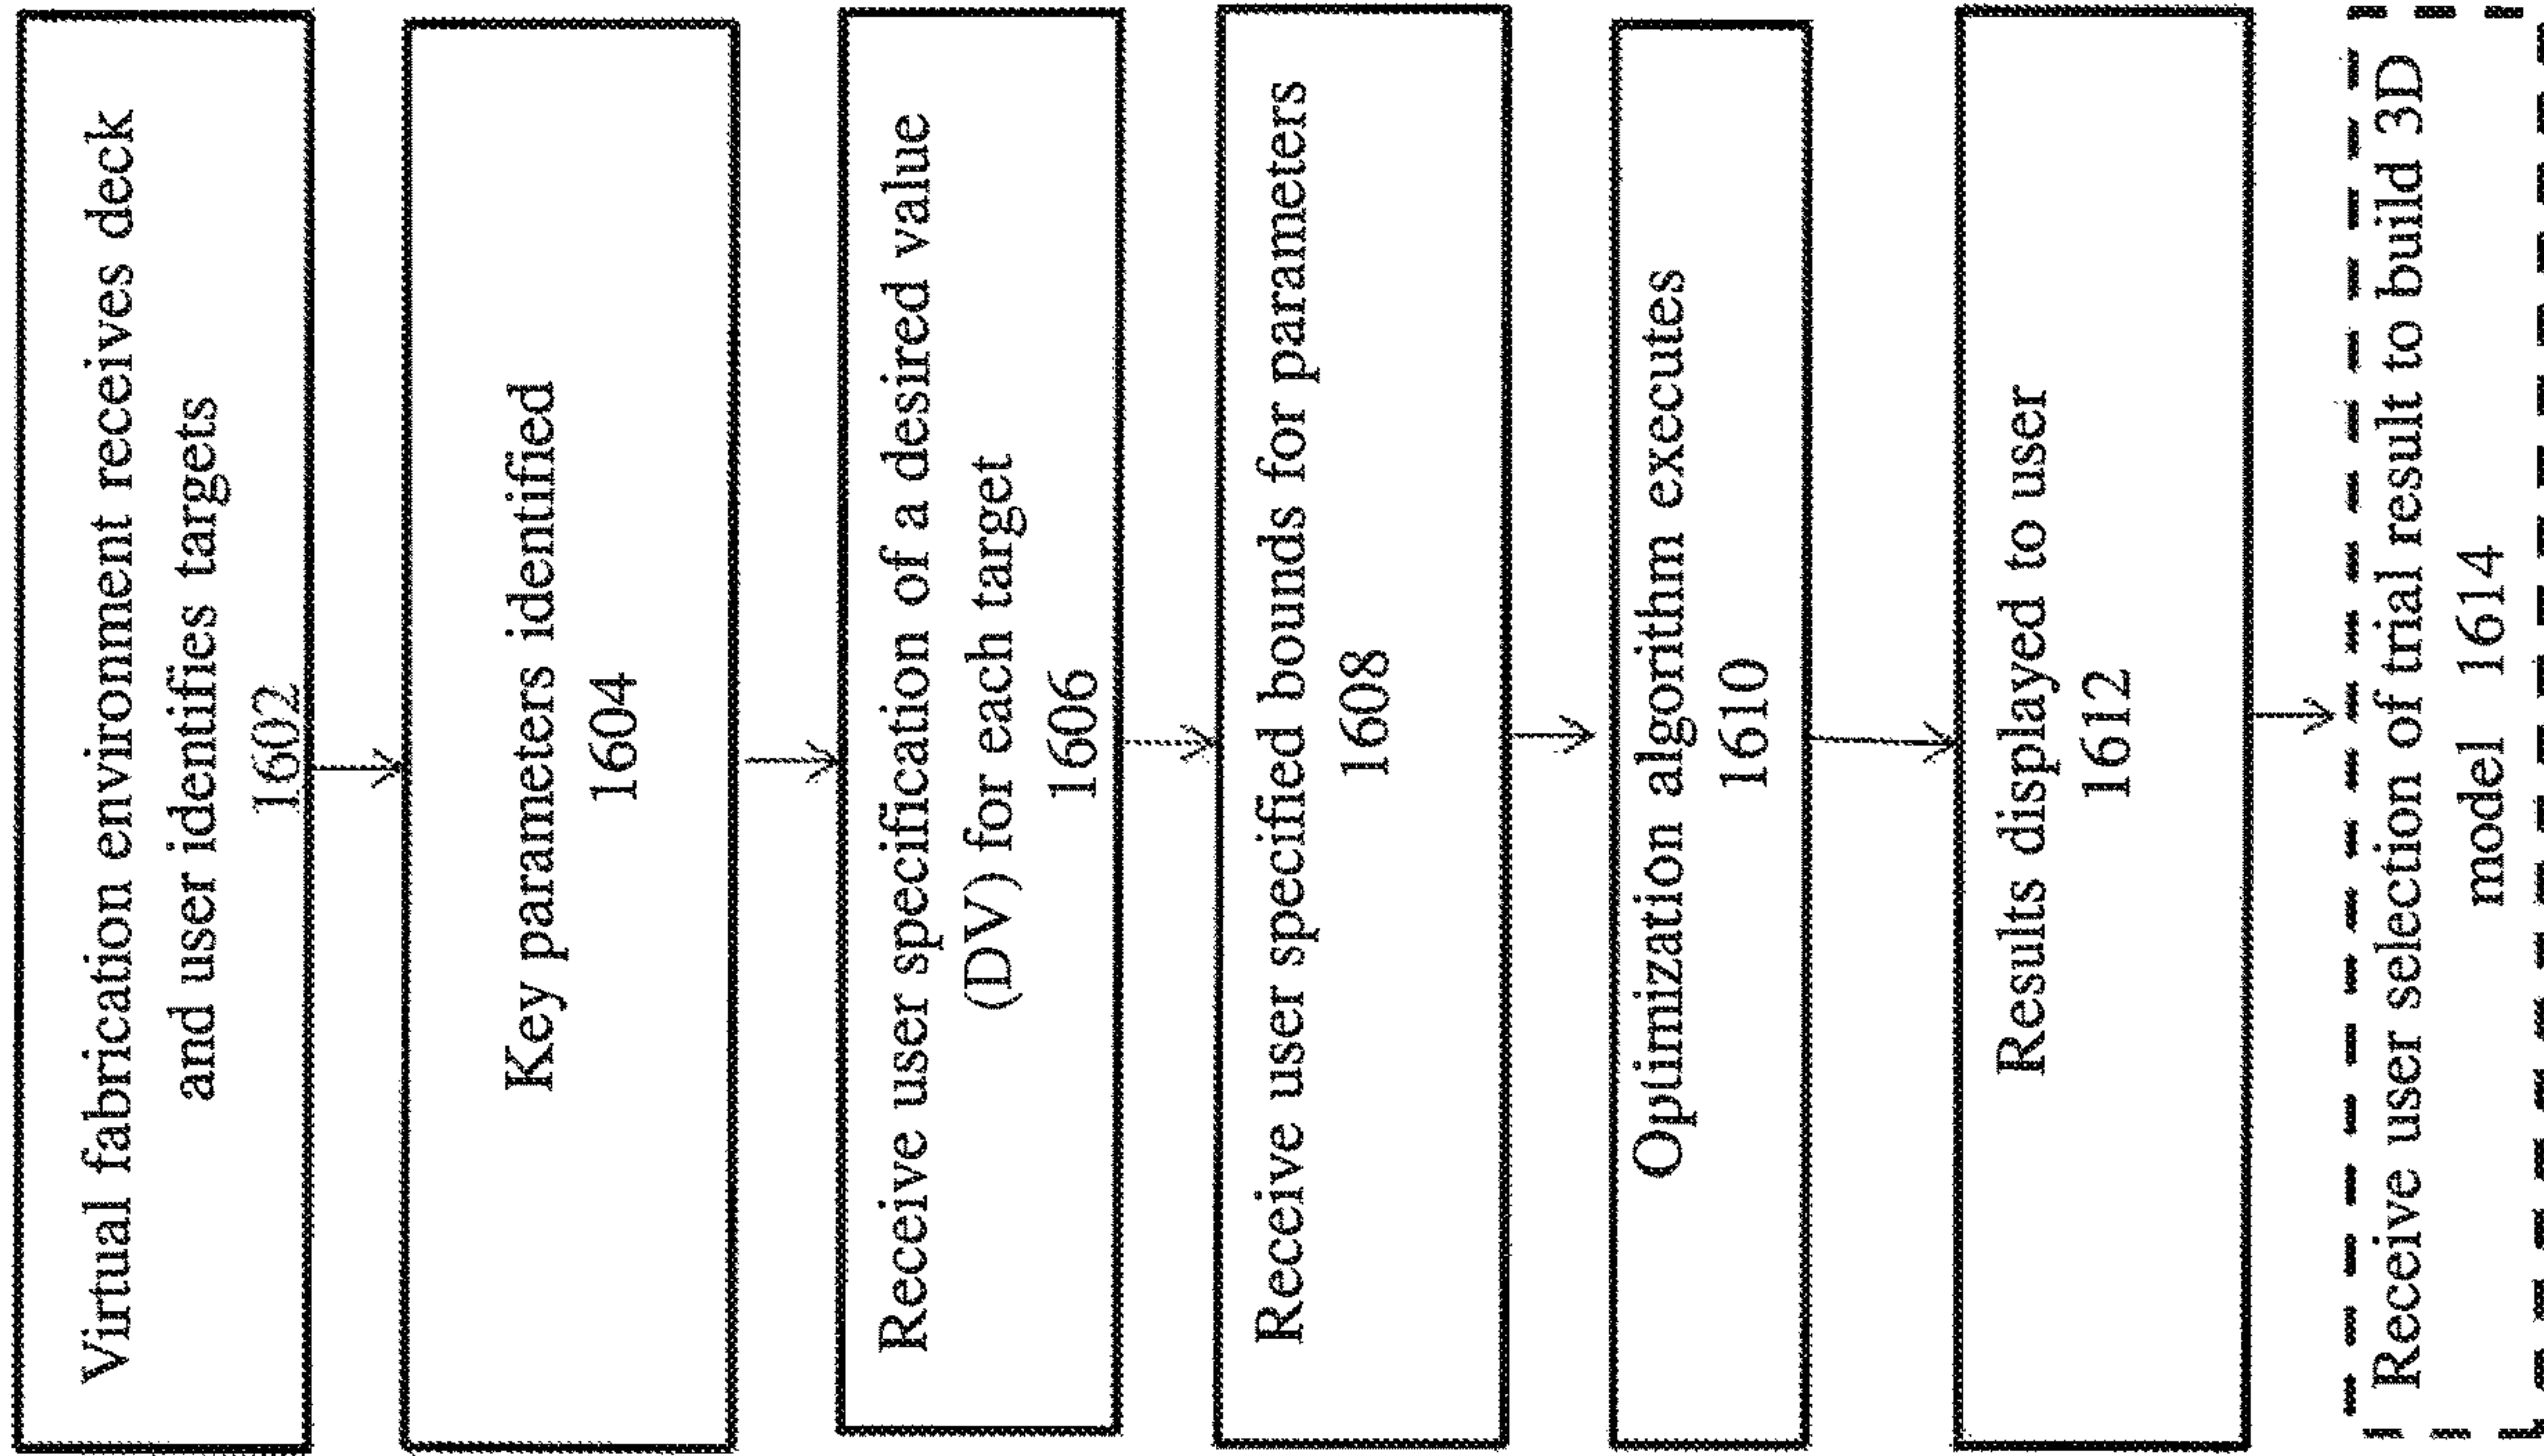 Virtual fabrication environment receives deck
and user identifies targets
1602
Key parameters identified
1604
Receive user specification of a desired value
(DV) for each target
1606
Receive user specified bounds for parameters
1608
Optimization algorithm executes
1610
Results displayed to user
1612
Receive user selection of trial result to build 3D
model 1614